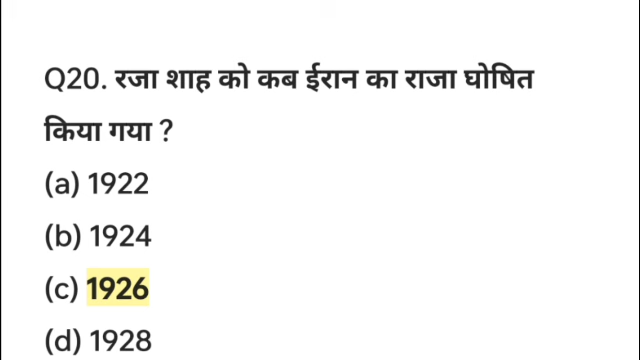 Q20. रजा शाह को कब ईरान का राजा घोषित
किया गया ?
(a) 1922
(b) 1924
(c) 1926
(d) 1928